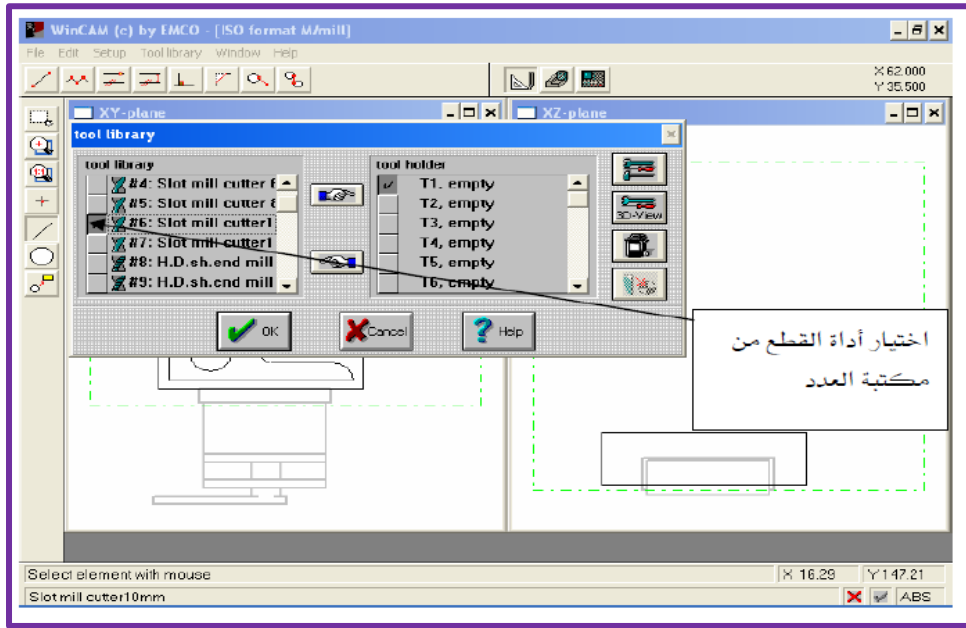 WinCAM (c) by EMCO - [ISO format M/mill]
File Edit Setup Tool library Window Help
X 62.000
Y 35.500
XY-plane
XZ-plane
tool library
tool library
tool holder
#4: Slot mill cutter 6
#5: Slot mill cutter 8
#6: Slot mill cutter1
#7: Slot mill cutter1
#8: H.D.sh.end mill
#9: H.D.sh.end mill
T1, empty
T2, empty
T3, empty
T4, empty
T5, empty
T6, empty
3D-View
OK
Cancel
Help
اختيار أداة القطع من
مكتبة العدد
Select element with mouse
X 16.29
Y 147.21
Slot mill cutter10mm
ABS